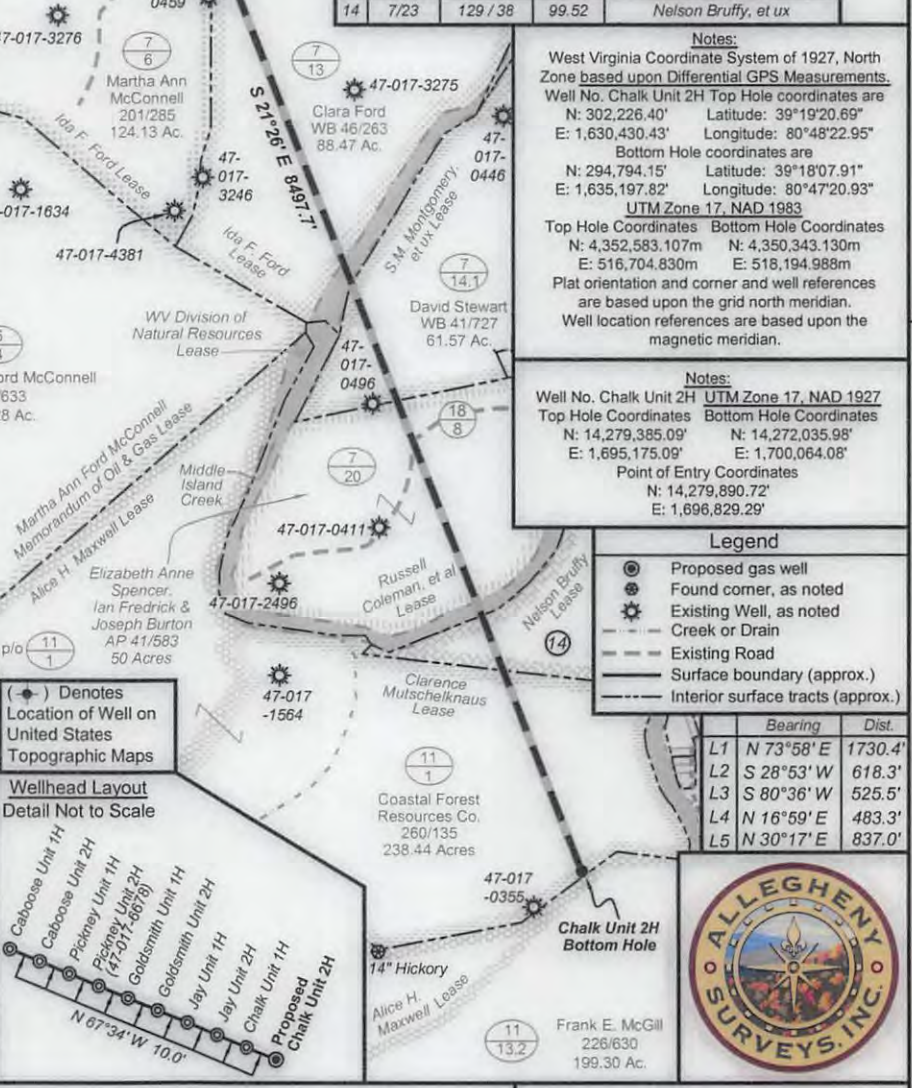 0459
14 7/23 129 / 38 99.52 Nelson Bruffy, et ux
7-017-3276
7
6
Martha Ann
McConnell
201/285
124.13 Ac.
7
13
47-017-3275
Clara Ford
WB 46/263
88.47 Ac.
S 21°26' E 8497.7'
Ida F. Ford Lease
47-
017-
3246
47-
017-
0446
-017-1634
47-017-4381
Ida F. Ford
Lease
S.M. Montgomery,
et ux Lease
7
14.1
David Stewart
WB 41/727
61.57 Ac.
WV Division of
Natural Resources
Lease
47-
017-
0496
ord McConnell
/633
8 Ac.
18
8
7
20
Martha Ann Ford McConnell
Memorandum of Oil & Gas Lease
Alice H. Maxwell Lease
Middle
Island
Creek
47-017-0411
Elizabeth Anne
Spencer,
Ian Fredrick &
Joseph Burton
AP 41/583
50 Acres
47-017-2496
Russell
Coleman, et al
Lease
Nelson Bruffy
Lease
14
p/o 11
1
47-017
-1564
Clarence
Mutschelknaus
Lease
11
1
Coastal Forest
Resources Co.
260/135
238.44 Acres
47-017
-0355
Chalk Unit 2H
Bottom Hole
14" Hickory
Alice H.
Maxwell Lease
11
13.2
Frank E. McGill
226/630
199.30 Ac.
Notes:
West Virginia Coordinate System of 1927, North
Zone based upon Differential GPS Measurements.
Well No. Chalk Unit 2H Top Hole coordinates are
N: 302,226.40' Latitude: 39°19'20.69"
E: 1,630,430.43' Longitude: 80°48'22.95"
Bottom Hole coordinates are
N: 294,794.15' Latitude: 39°18'07.91"
E: 1,635,197.82' Longitude: 80°47'20.93"
UTM Zone 17, NAD 1983
Top Hole Coordinates Bottom Hole Coordinates
N: 4,352,583.107m N: 4,350,343.130m
E: 516,704.830m E: 518,194.988m
Plat orientation and corner and well references
are based upon the grid north meridian.
Well location references are based upon the
magnetic meridian.
Notes:
Well No. Chalk Unit 2H UTM Zone 17, NAD 1927
Top Hole Coordinates Bottom Hole Coordinates
N: 14,279,385.09' N: 14,272,035.98'
E: 1,695,175.09' E: 1,700,064.08'
Point of Entry Coordinates
N: 14,279,890.72'
E: 1,696,829.29'
Legend
Proposed gas well
Found corner, as noted
Existing Well, as noted
Creek or Drain
Existing Road
Surface boundary (approx.)
Interior surface tracts (approx.)
Bearing Dist.
L1 N 73°58' E 1730.4'
L2 S 28°53' W 618.3'
L3 S 80°36' W 525.5'
L4 N 16°59' E 483.3'
L5 N 30°17' E 837.0'
( ) Denotes
Location of Well on
United States
Topographic Maps
Wellhead Layout
Detail Not to Scale
Caboose Unit 1H
Caboose Unit 2H
Pickney Unit 1H
Pickney Unit 2H
(47-017-6678)
Goldsmith Unit 1H
Goldsmith Unit 2H
Jay Unit 1H
Jay Unit 2H
Chalk Unit 1H
Proposed
Chalk Unit 2H
N 67°34' W 10.0'
ALLEGHENY
SURVEYS, INC.